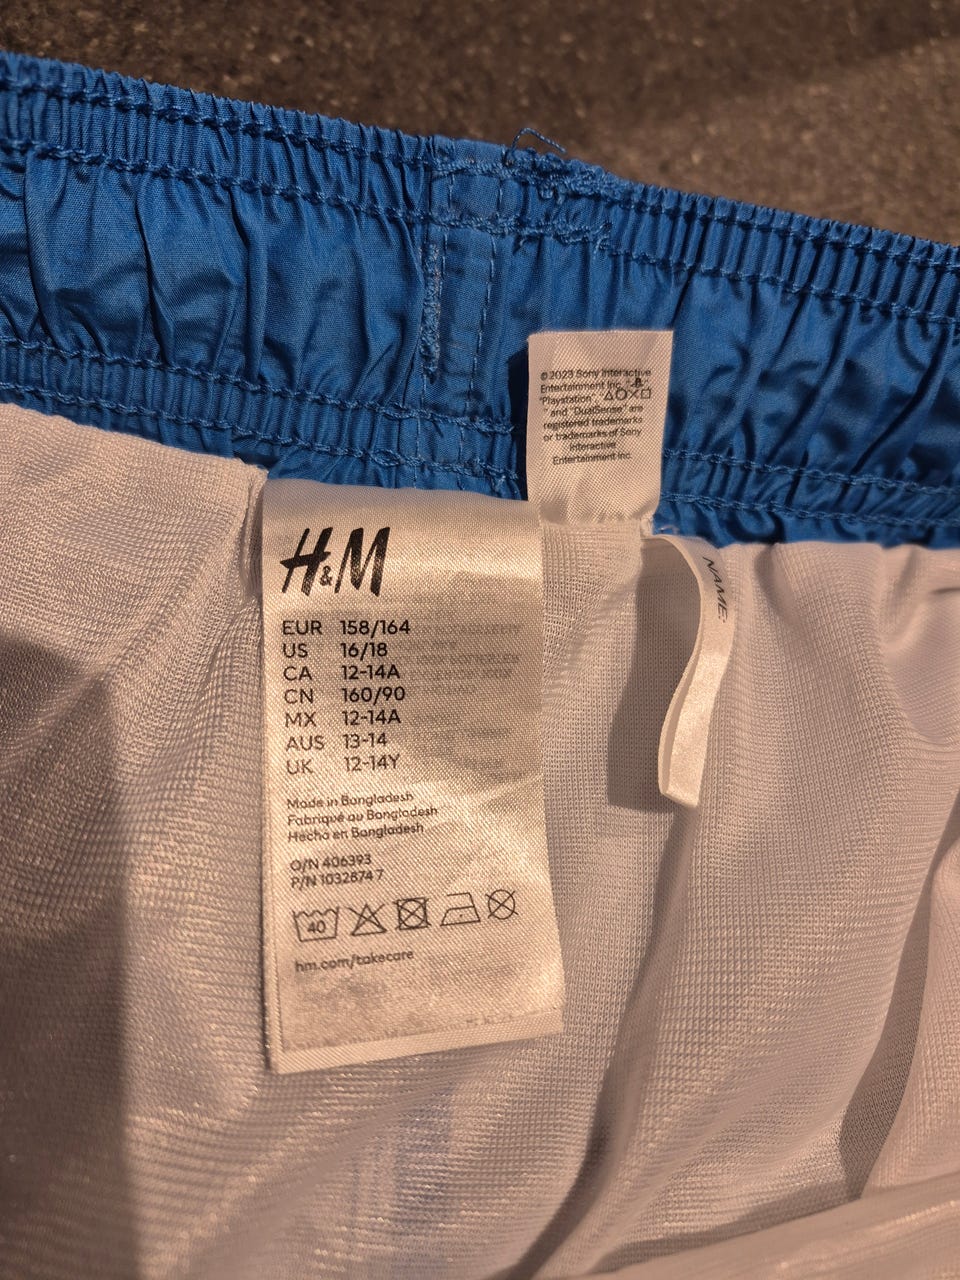 © 2023 Sony Interactive
Entertainment Inc.
"Playstation", △○×□
" and "DualSense" are
registered trademarks
or trademarks of Sony
Interactive
Entertainment Inc.
H&M
EUR 158/164
US 16/18
CA 12-14A
CN 160/90
MX 12-14A
AUS 13-14
UK 12-14Y
Made in Bangladesh
Fabriqué au Bangladesh
Hecho en Bangladesh
O/N 406393
P/N 1032874 7
40
hm.com/takecare
NAME: